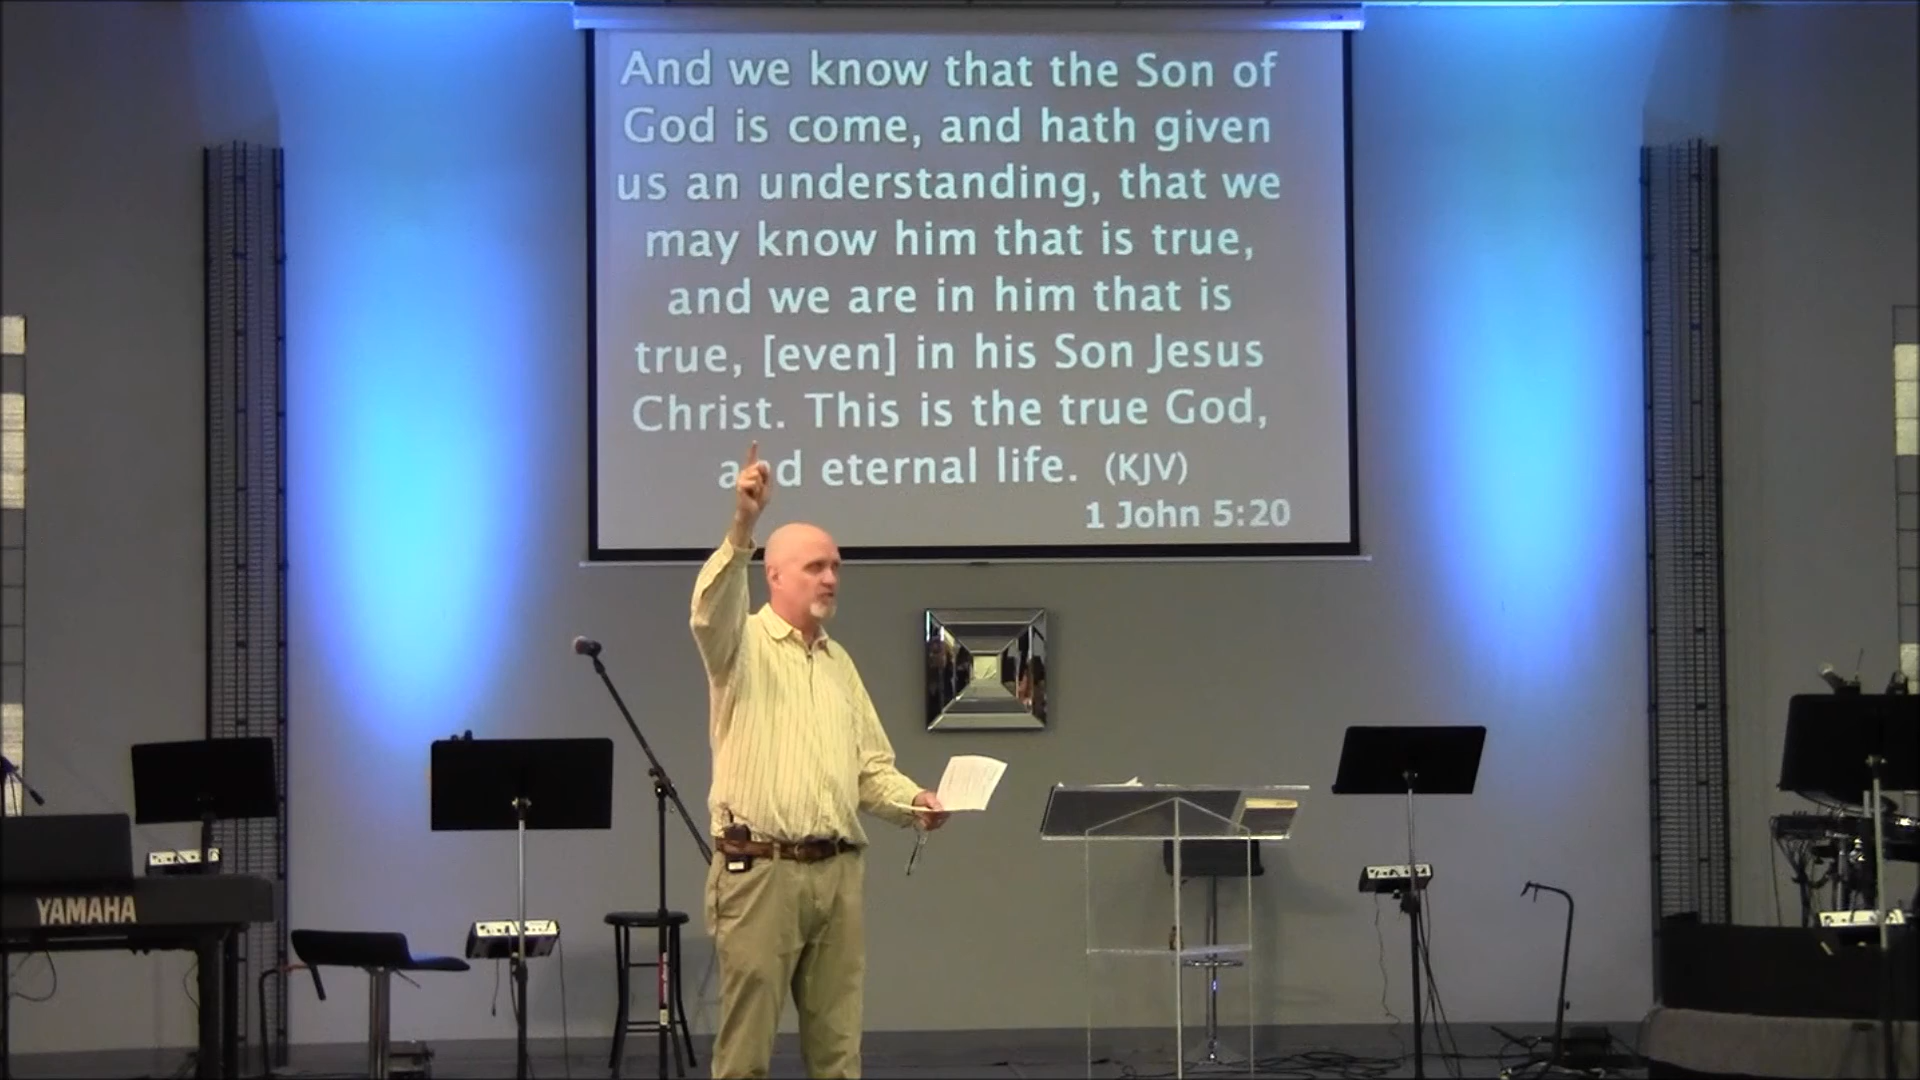 And we know that the Son of
God is come, and hath given
us an understanding, that we
may know him that is true,
and we are in him that is
true, [even] in his Son Jesus
Christ. This is the true God,
and eternal life. (KJV)
1 John 5:20
YAMAHA